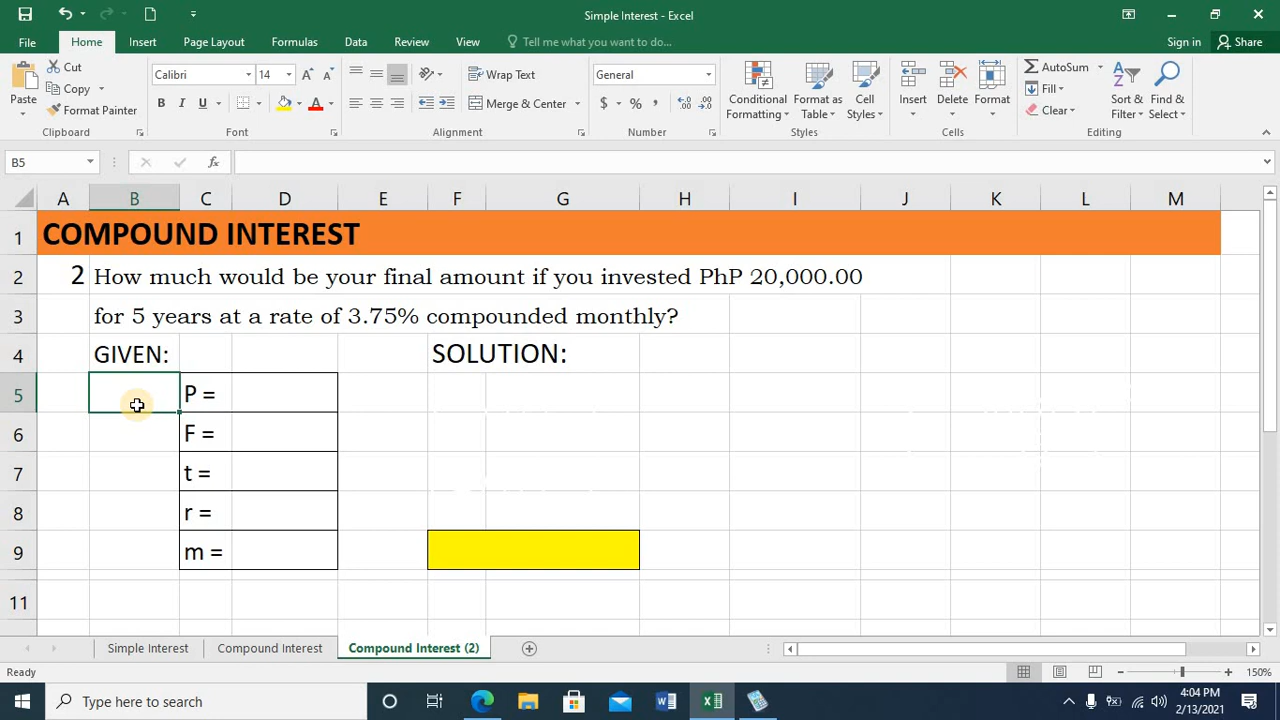 Simple Interest - Excel
File Home Insert Page Layout Formulas Data Review View Tell me what you want to do... Sign in Share
Paste Cut Copy Format Painter Clipboard
Calibri 14 A A B I U A Font
Wrap Text Merge & Center Alignment
General $ % , Number
Conditional Formatting Format as Table Cell Styles Styles
Insert Delete Format Cells
AutoSum Fill Clear Sort & Filter Find & Select Editing
B5 fx
A B C D E F G H I J K L M
1 COMPOUND INTEREST
2 2 How much would be your final amount if you invested PhP 20,000.00
3 for 5 years at a rate of 3.75% compounded monthly?
4 GIVEN: SOLUTION:
5 P =
6 F =
7 t =
8 r =
9 m =
11
Simple Interest Compound Interest Compound Interest (2)
Ready 150%
Type here to search 4:04 PM
2/13/2021